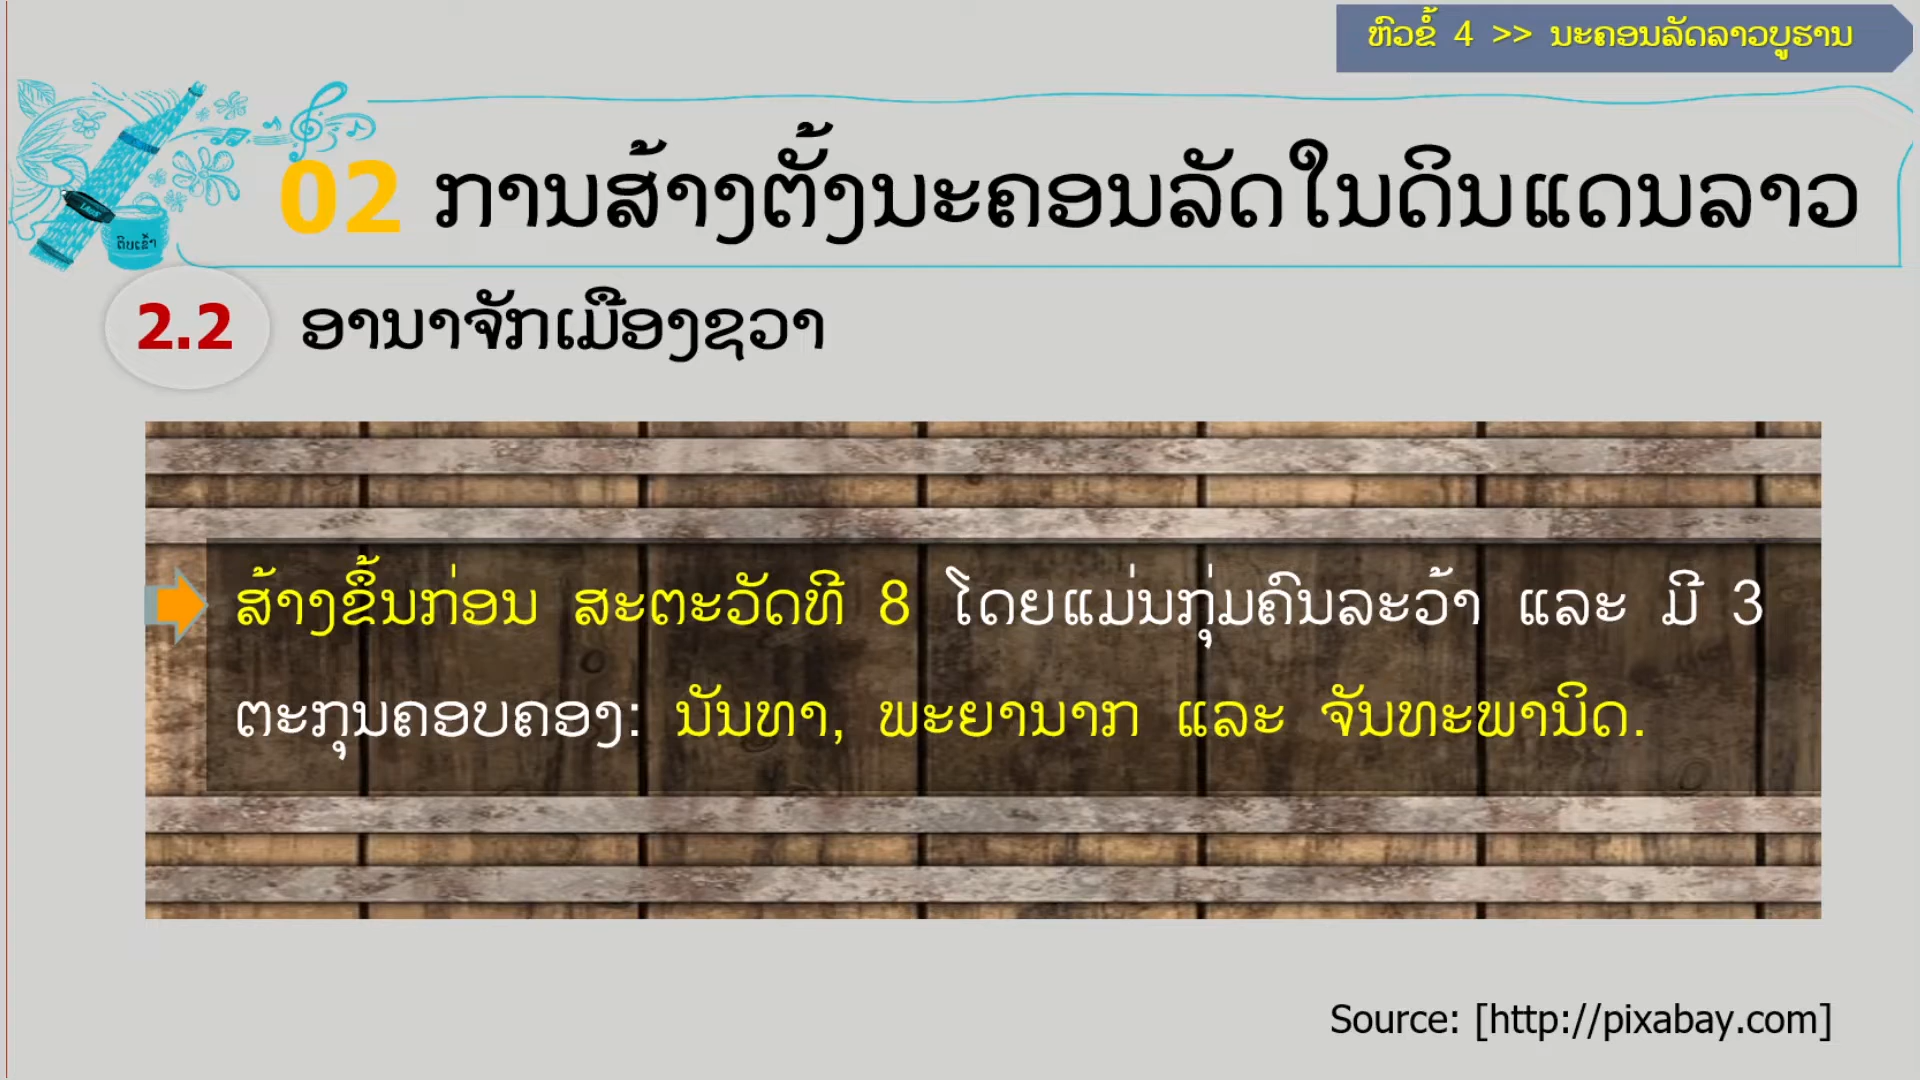 ຫົວຂໍ້ 4 >> ນະຄອນລັດລາວບູຮານ
02 ການສ້າງຕັ້ງນະຄອນລັດໃນດິນແດນລາວ
LAOS
ຕິບເຂົ້າ
2.2 ອານາຈັກເມືອງຊວາ
ສ້າງຂຶ້ນກ່ອນ ສະຕະວັດທີ 8 ໂດຍແມ່ນກຸ່ມຄົນລະວ້າ ແລະ ມີ 3
ຕະກຸນຄອບຄອງ: ນັນທາ, ພະຍານາກ ແລະ ຈັນທະພານິດ.
Source: [http://pixabay.com]